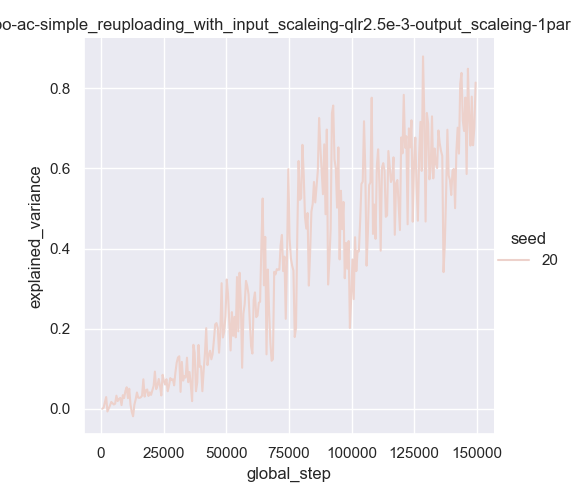 oo-ac-simple_reuploading_with_input_scaleing-qlr2.5e-3-output_scaleing-1par
0.8
0.6
0.4
0.2
0.0
explained_variance
seed
20
0 25000 50000 75000 100000 125000 150000
global_step